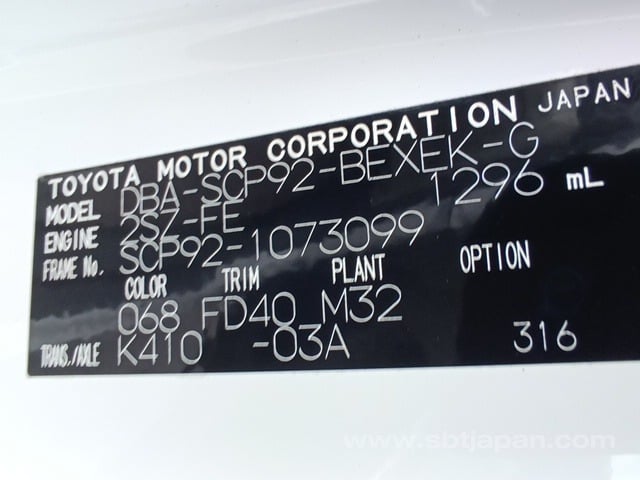 TOYOTA MOTOR CORPORATION JAPAN
MODEL DBA-SCP92-BEXEK-G
ENGINE 2SZ-FE 1296 mL
FRAME No. SCP92-1073099
COLOR TRIM PLANT OPTION
068 FD40 M32
TRANS./AXLE K410 -03A 316
www.sbtjapan.com